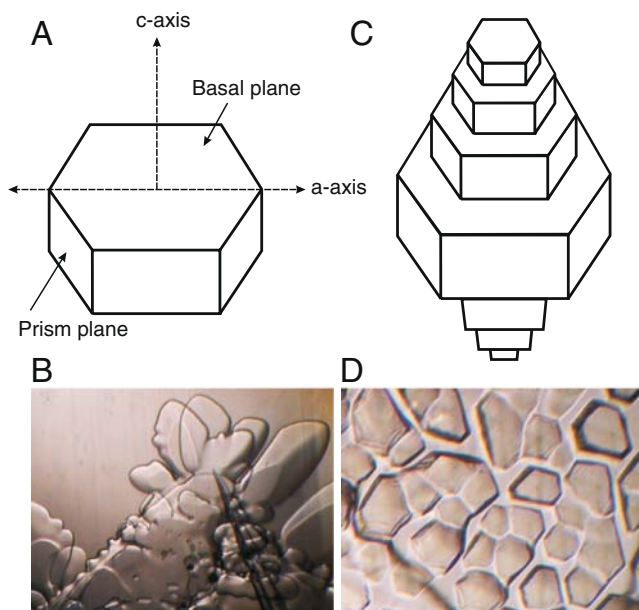 A
c-axis
Basal plane
a-axis
Prism plane
B
C
D